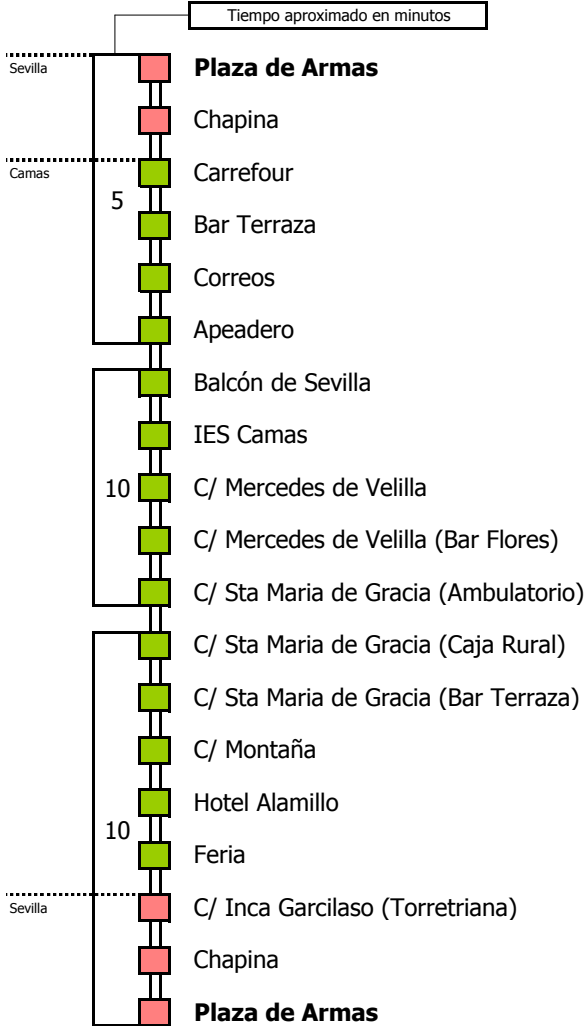 Tiempo aproximado en minutos
Sevilla
Plaza de Armas
Chapina
Camas
Carrefour
5
Bar Terraza
Correos
Apeadero
Balcón de Sevilla
IES Camas
10
C/ Mercedes de Velilla
C/ Mercedes de Velilla (Bar Flores)
C/ Sta Maria de Gracia (Ambulatorio)
C/ Sta Maria de Gracia (Caja Rural)
C/ Sta Maria de Gracia (Bar Terraza)
C/ Montaña
Hotel Alamillo
10
Feria
Sevilla
C/ Inca Garcilaso (Torretriana)
Chapina
Plaza de Armas